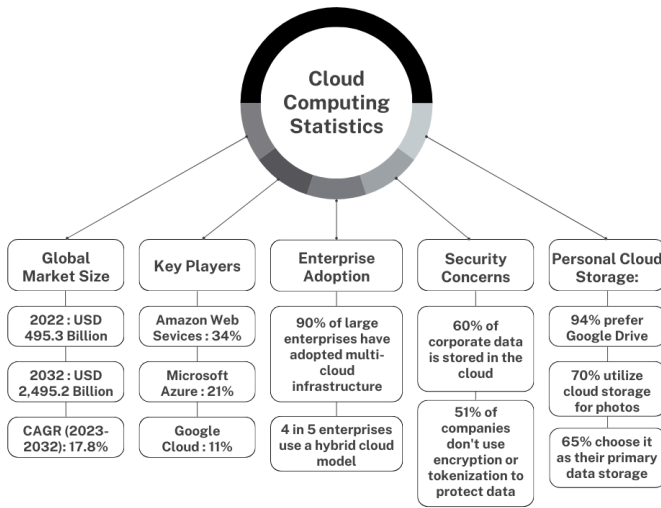 Cloud
Computing
Statistics
Global
Market Size
2022 : USD
495.3 Billion
2032 : USD
2,495.2 Billion
CAGR (2023-
2032): 17.8%
Key Players
Amazon Web
Sevices : 34%
Microsoft
Azure : 21%
Google
Cloud : 11%
Enterprise
Adoption
90% of large
enterprises have
adopted multi-
cloud
infrastructure
4 in 5 enterprises
use a hybrid cloud
model
Security
Concerns
60% of
corporate data
is stored in the
cloud
51% of
companies
don't use
encryption or
tokenization to
protect data
Personal Cloud
Storage:
94% prefer
Google Drive
70% utilize
cloud storage
for photos
65% choose it
as their primary
data storage